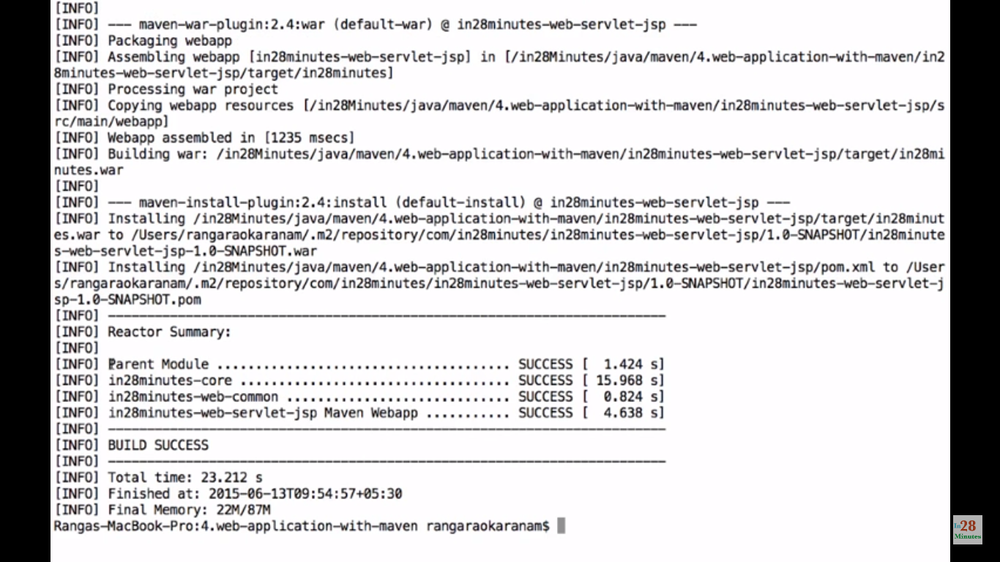 [INFO]
[INFO] --- maven-war-plugin:2.4:war (default-war) @ in28minutes-web-servlet-jsp ---
[INFO] Packaging webapp
[INFO] Assembling webapp [in28minutes-web-servlet-jsp] in [/in28Minutes/java/maven/4.web-application-with-maven/in2
8minutes-web-servlet-jsp/target/in28minutes]
[INFO] Processing war project
[INFO] Copying webapp resources [/in28Minutes/java/maven/4.web-application-with-maven/in28minutes-web-servlet-jsp/s
rc/main/webapp]
[INFO] Webapp assembled in [1235 msecs]
[INFO] Building war: /in28Minutes/java/maven/4.web-application-with-maven/in28minutes-web-servlet-jsp/target/in28mi
nutes.war
[INFO]
[INFO] --- maven-install-plugin:2.4:install (default-install) @ in28minutes-web-servlet-jsp ---
[INFO] Installing /in28Minutes/java/maven/4.web-application-with-maven/in28minutes-web-servlet-jsp/target/in28minut
es.war to /Users/rangaraokaranam/.m2/repository/com/in28minutes/in28minutes-web-servlet-jsp/1.0-SNAPSHOT/in28minute
s-web-servlet-jsp-1.0-SNAPSHOT.war
[INFO] Installing /in28Minutes/java/maven/4.web-application-with-maven/in28minutes-web-servlet-jsp/pom.xml to /User
s/rangaraokaranam/.m2/repository/com/in28minutes/in28minutes-web-servlet-jsp/1.0-SNAPSHOT/in28minutes-web-servlet-j
sp-1.0-SNAPSHOT.pom
[INFO] ------------------------------------------------------------------------
[INFO] Reactor Summary:
[INFO]
[INFO] Parent Module ...................................... SUCCESS [  1.424 s]
[INFO] in28minutes-core ................................... SUCCESS [ 15.968 s]
[INFO] in28minutes-web-common ............................. SUCCESS [  0.824 s]
[INFO] in28minutes-web-servlet-jsp Maven Webapp ........... SUCCESS [  4.638 s]
[INFO] ------------------------------------------------------------------------
[INFO] BUILD SUCCESS
[INFO] ------------------------------------------------------------------------
[INFO] Total time: 23.212 s
[INFO] Finished at: 2015-06-13T09:54:57+05:30
[INFO] Final Memory: 22M/87M
Rangas-MacBook-Pro:4.web-application-with-maven rangaraokaranam$
In28
Minutes